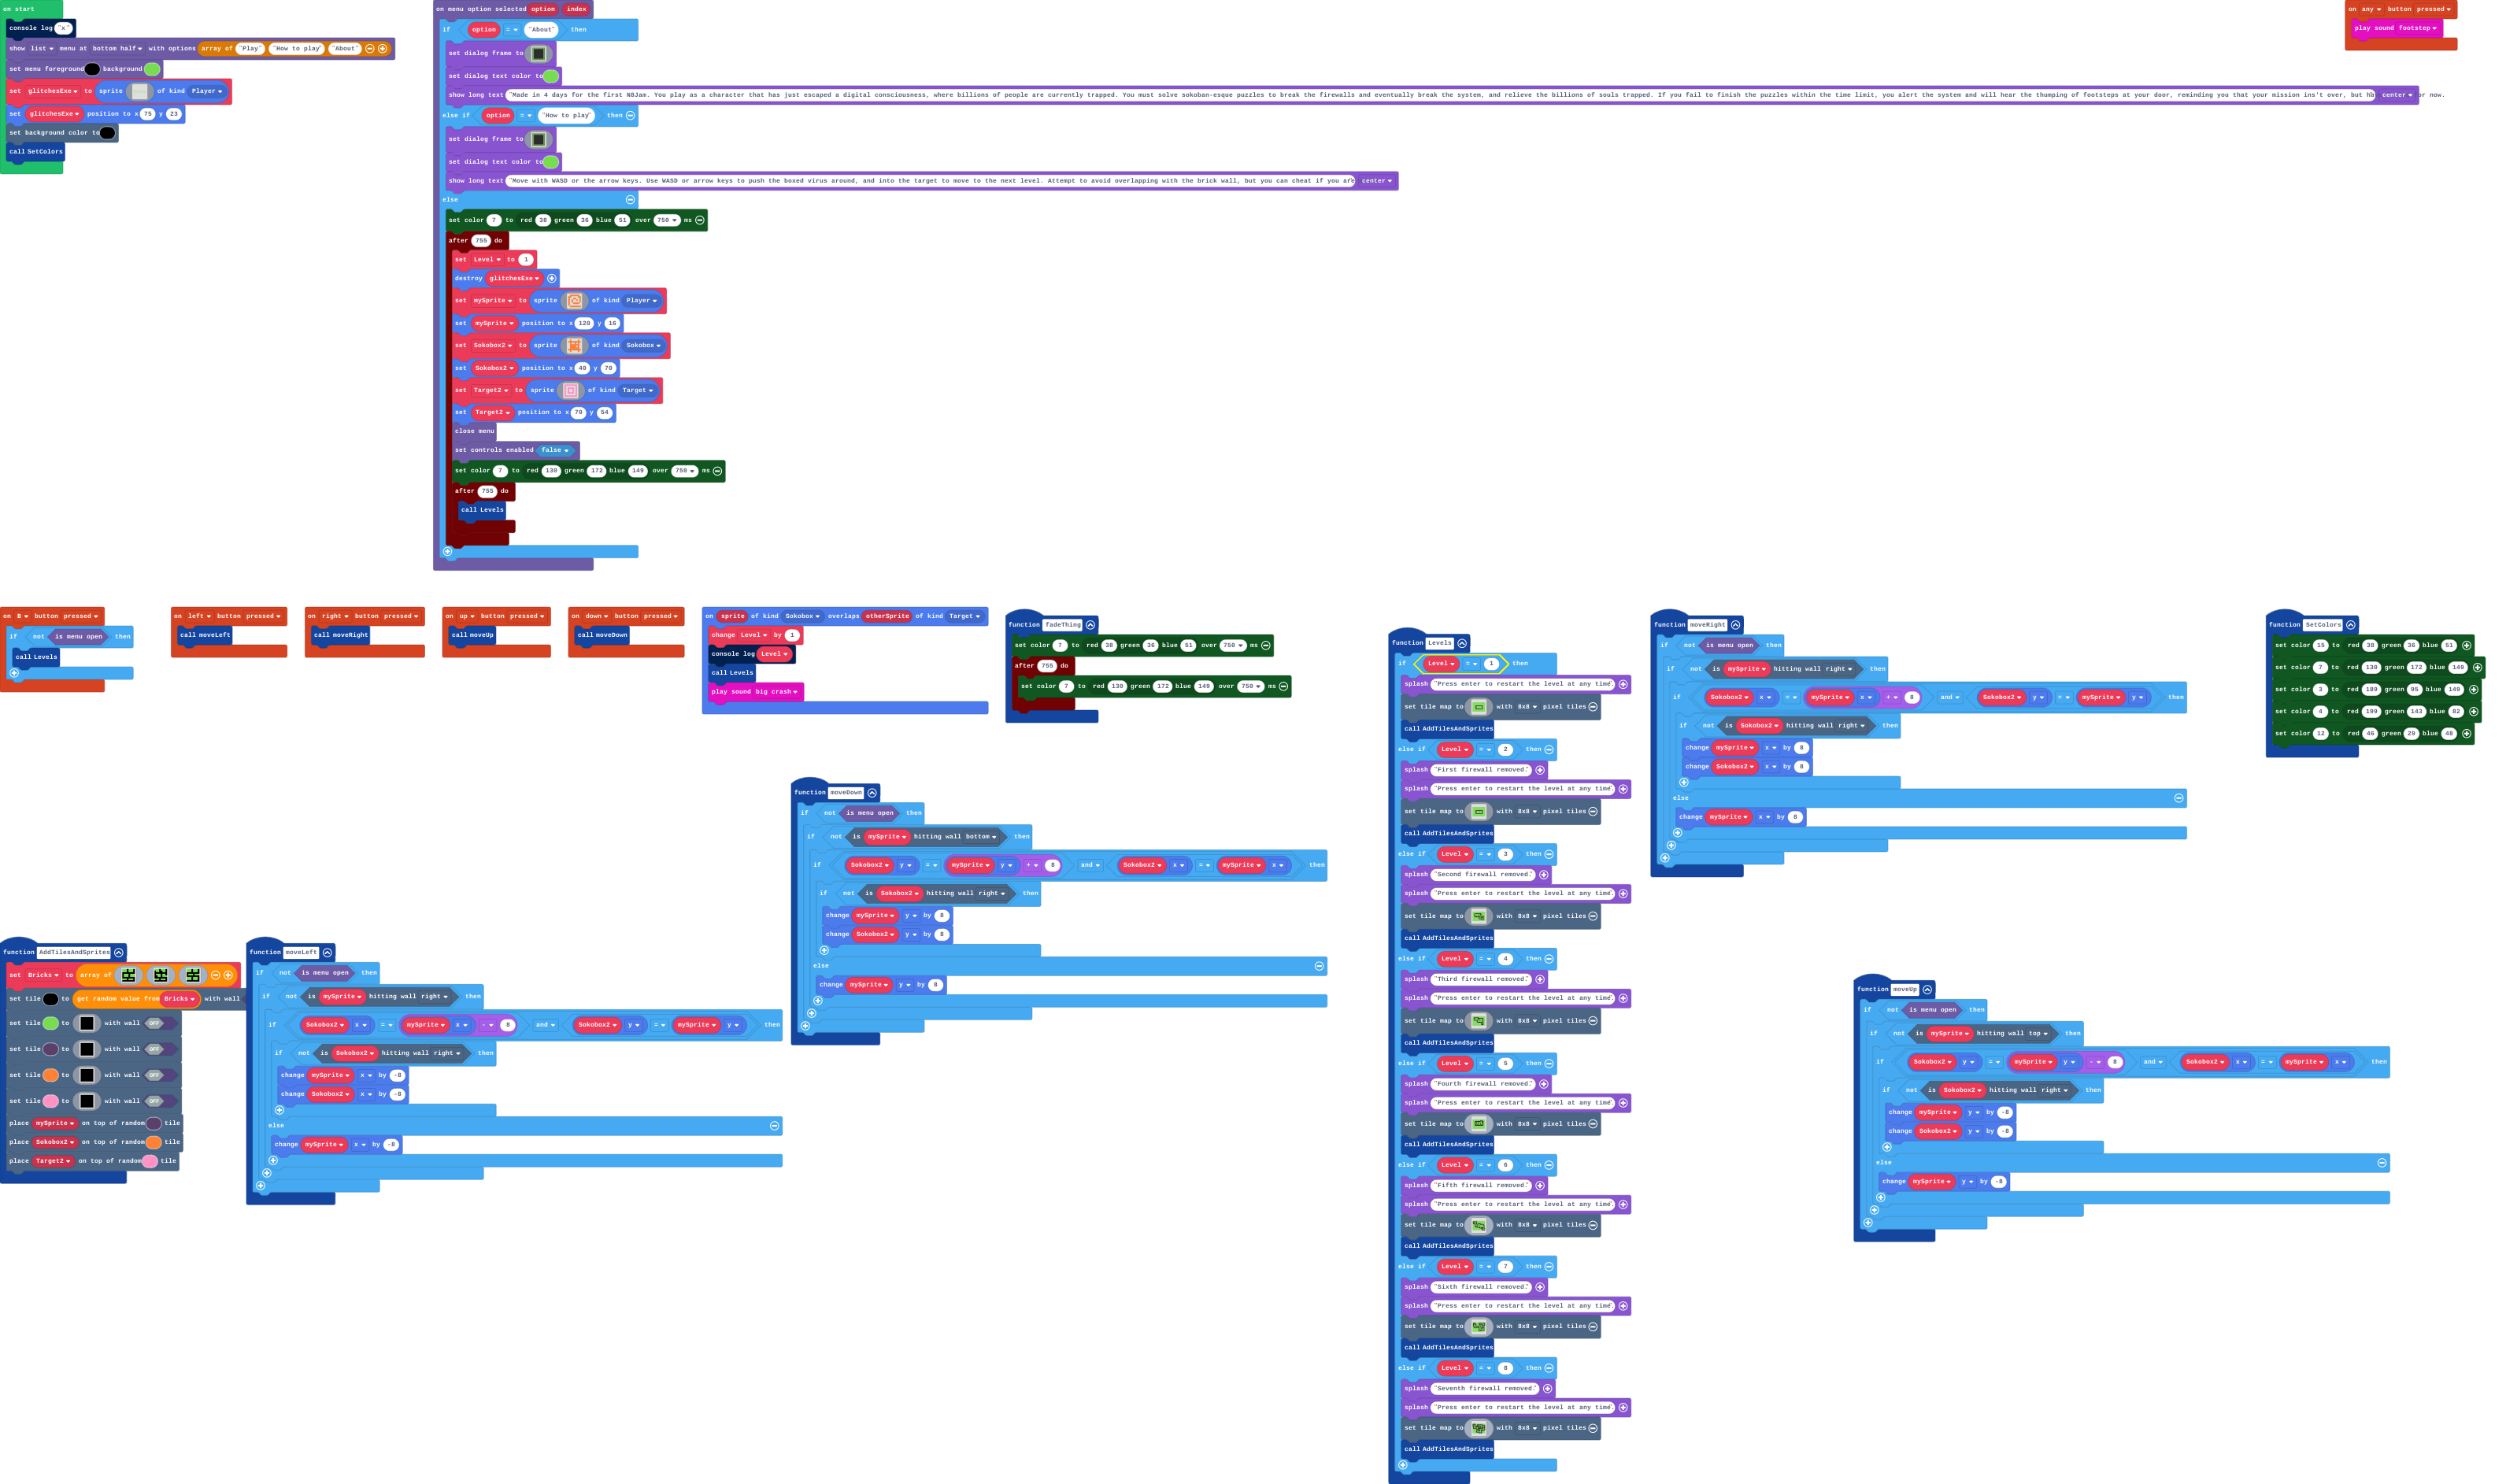 on start
console log "x"
show list menu at bottom half with options array of "Play" "How to play" "About"
set menu foreground background
set glitchesExe to sprite of kind Player
set glitchesExe position to x 75 y 23
set background color to
call SetColors
on menu option selected option index
if option = "About" then
set dialog frame to
set dialog text color to
show long text "Made in 4 days for the first N8Jam. You play as a character that has just escaped a digital consciousness, where billions of people are currently trapped. You must solve sokoban-esque puzzles to break the firewalls and eventually break the system, and relieve the billions of souls trapped. If you fail to finish the puzzles within the time limit, you alert the system and will hear the thumping of footsteps at your door, reminding you that your mission ins't over, but center or now.
else if option = "How to play" then
set dialog frame to
set dialog text color to
show long text "Move with WASD or the arrow keys. Use WASD or arrow keys to push the boxed virus around, and into the target to move to the next level. Attempt to avoid overlapping with the brick wall, but you can cheat if you are center
else
set color 7 to red 38 green 36 blue 51 over 750 ms
after 755 do
set Level to 1
destroy glitchesExe
set mySprite to sprite of kind Player
set mySprite position to x 120 y 16
set Sokobox2 to sprite of kind Sokobox
set Sokobox2 position to x 40 y 70
set Target2 to sprite of kind Target
set Target2 position to x 70 y 54
close menu
set controls enabled false
set color 7 to red 130 green 172 blue 149 over 750 ms
after 755 do
call Levels
on any button pressed
play sound footstep
on B button pressed
if not is menu open then
call Levels
on left button pressed
call moveLeft
on right button pressed
call moveRight
on up button pressed
call moveUp
on down button pressed
call moveDown
on sprite of kind Sokobox overlaps otherSprite of kind Target
change Level by 1
console log Level
call Levels
play sound big crash
function fadeThing
set color 7 to red 38 green 36 blue 51 over 750 ms
after 755 do
set color 7 to red 130 green 172 blue 149 over 750 ms
function Levels
if Level = 1 then
splash "Press enter to restart the level at any time"
set tile map to with 8x8 pixel tiles
call AddTilesAndSprites
else if Level = 2 then
splash "First firewall removed."
splash "Press enter to restart the level at any time"
set tile map to with 8x8 pixel tiles
call AddTilesAndSprites
else if Level = 3 then
splash "Second firewall removed."
splash "Press enter to restart the level at any time"
set tile map to with 8x8 pixel tiles
call AddTilesAndSprites
else if Level = 4 then
splash "Third firewall removed."
splash "Press enter to restart the level at any time"
set tile map to with 8x8 pixel tiles
call AddTilesAndSprites
else if Level = 5 then
splash "Fourth firewall removed."
splash "Press enter to restart the level at any time"
set tile map to with 8x8 pixel tiles
call AddTilesAndSprites
else if Level = 6 then
splash "Fifth firewall removed."
splash "Press enter to restart the level at any time"
set tile map to with 8x8 pixel tiles
call AddTilesAndSprites
else if Level = 7 then
splash "Sixth firewall removed."
splash "Press enter to restart the level at any time"
set tile map to with 8x8 pixel tiles
call AddTilesAndSprites
else if Level = 8 then
splash "Seventh firewall removed."
splash "Press enter to restart the level at any time"
set tile map to with 8x8 pixel tiles
call AddTilesAndSprites
function moveRight
if not is menu open then
if not is mySprite hitting wall right then
if Sokobox2 x = mySprite x + 8 and Sokobox2 y = mySprite y then
if not is Sokobox2 hitting wall right then
change mySprite x by 8
change Sokobox2 x by 8
else
change mySprite x by 8
function SetColors
set color 15 to red 38 green 36 blue 51
set color 7 to red 130 green 172 blue 149
set color 3 to red 189 green 95 blue 149
set color 4 to red 199 green 143 blue 82
set color 12 to red 46 green 29 blue 48
function moveDown
if not is menu open then
if not is mySprite hitting wall bottom then
if Sokobox2 y = mySprite y + 8 and Sokobox2 x = mySprite x then
if not is Sokobox2 hitting wall right then
change mySprite y by 8
change Sokobox2 y by 8
else
change mySprite y by 8
function AddTilesAndSprites
set Bricks to array of
set tile to get random value from Bricks with wall
set tile to with wall OFF
set tile to with wall OFF
set tile to with wall OFF
set tile to with wall OFF
place mySprite on top of random tile
place Sokobox2 on top of random tile
place Target2 on top of random tile
function moveLeft
if not is menu open then
if not is mySprite hitting wall right then
if Sokobox2 x = mySprite x - 8 and Sokobox2 y = mySprite y then
if not is Sokobox2 hitting wall right then
change mySprite x by -8
change Sokobox2 x by -8
else
change mySprite x by -8
function moveUp
if not is menu open then
if not is mySprite hitting wall top then
if Sokobox2 y = mySprite y - 8 and Sokobox2 x = mySprite x then
if not is Sokobox2 hitting wall right then
change mySprite y by -8
change Sokobox2 y by -8
else
change mySprite y by -8